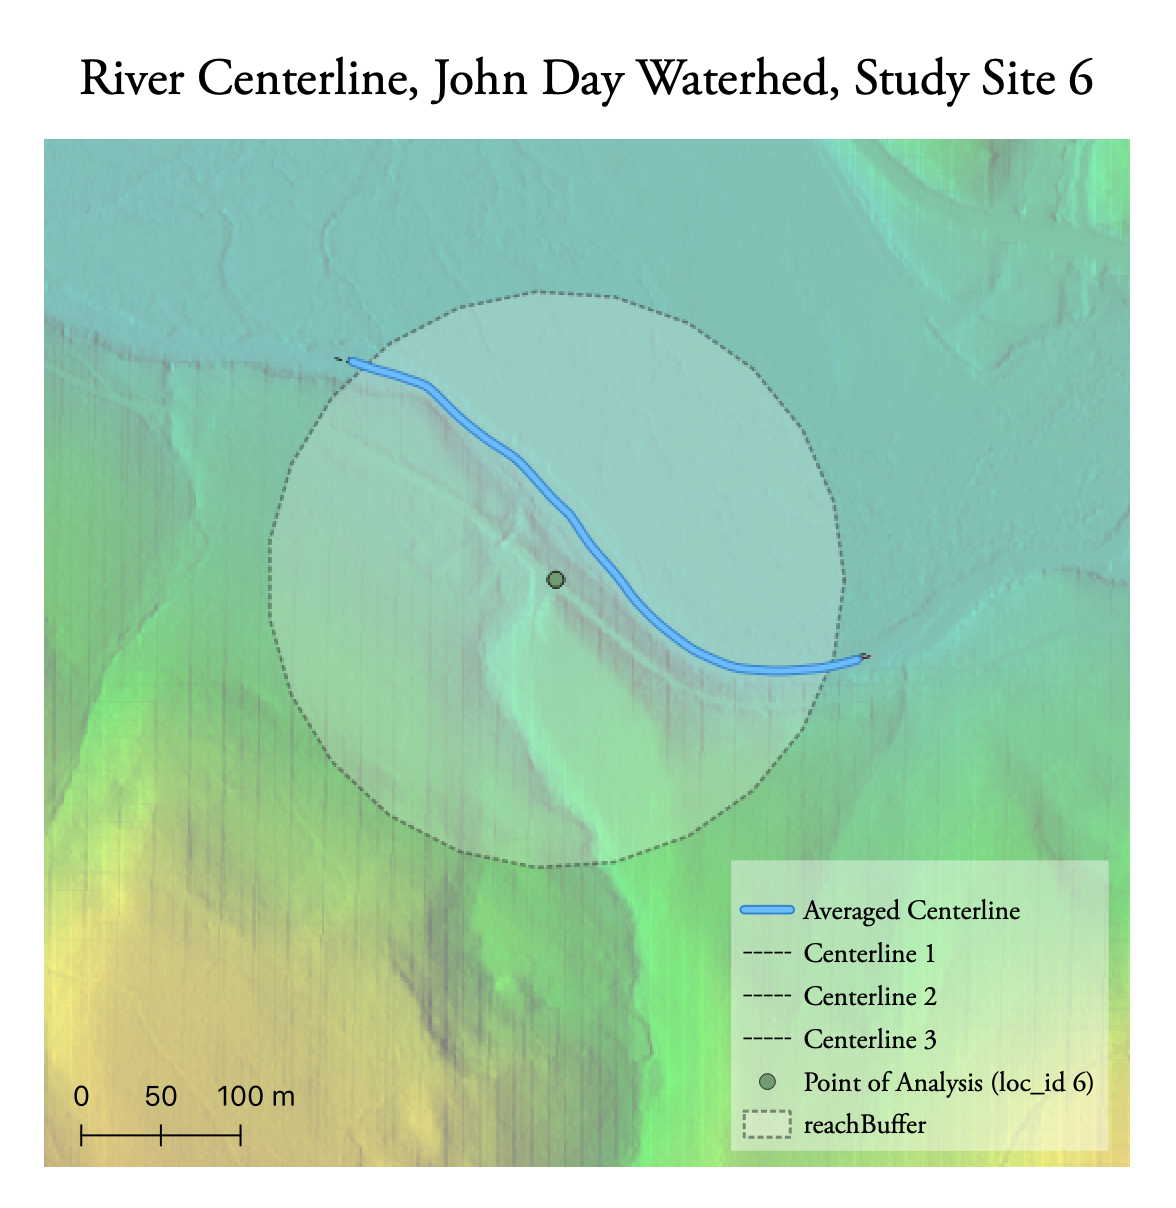 River Centerline, John Day Waterhed, Study Site 6
Averaged Centerline
Centerline 1
Centerline 2
Centerline 3
Point of Analysis (loc_id 6)
reachBuffer
0 50 100 m